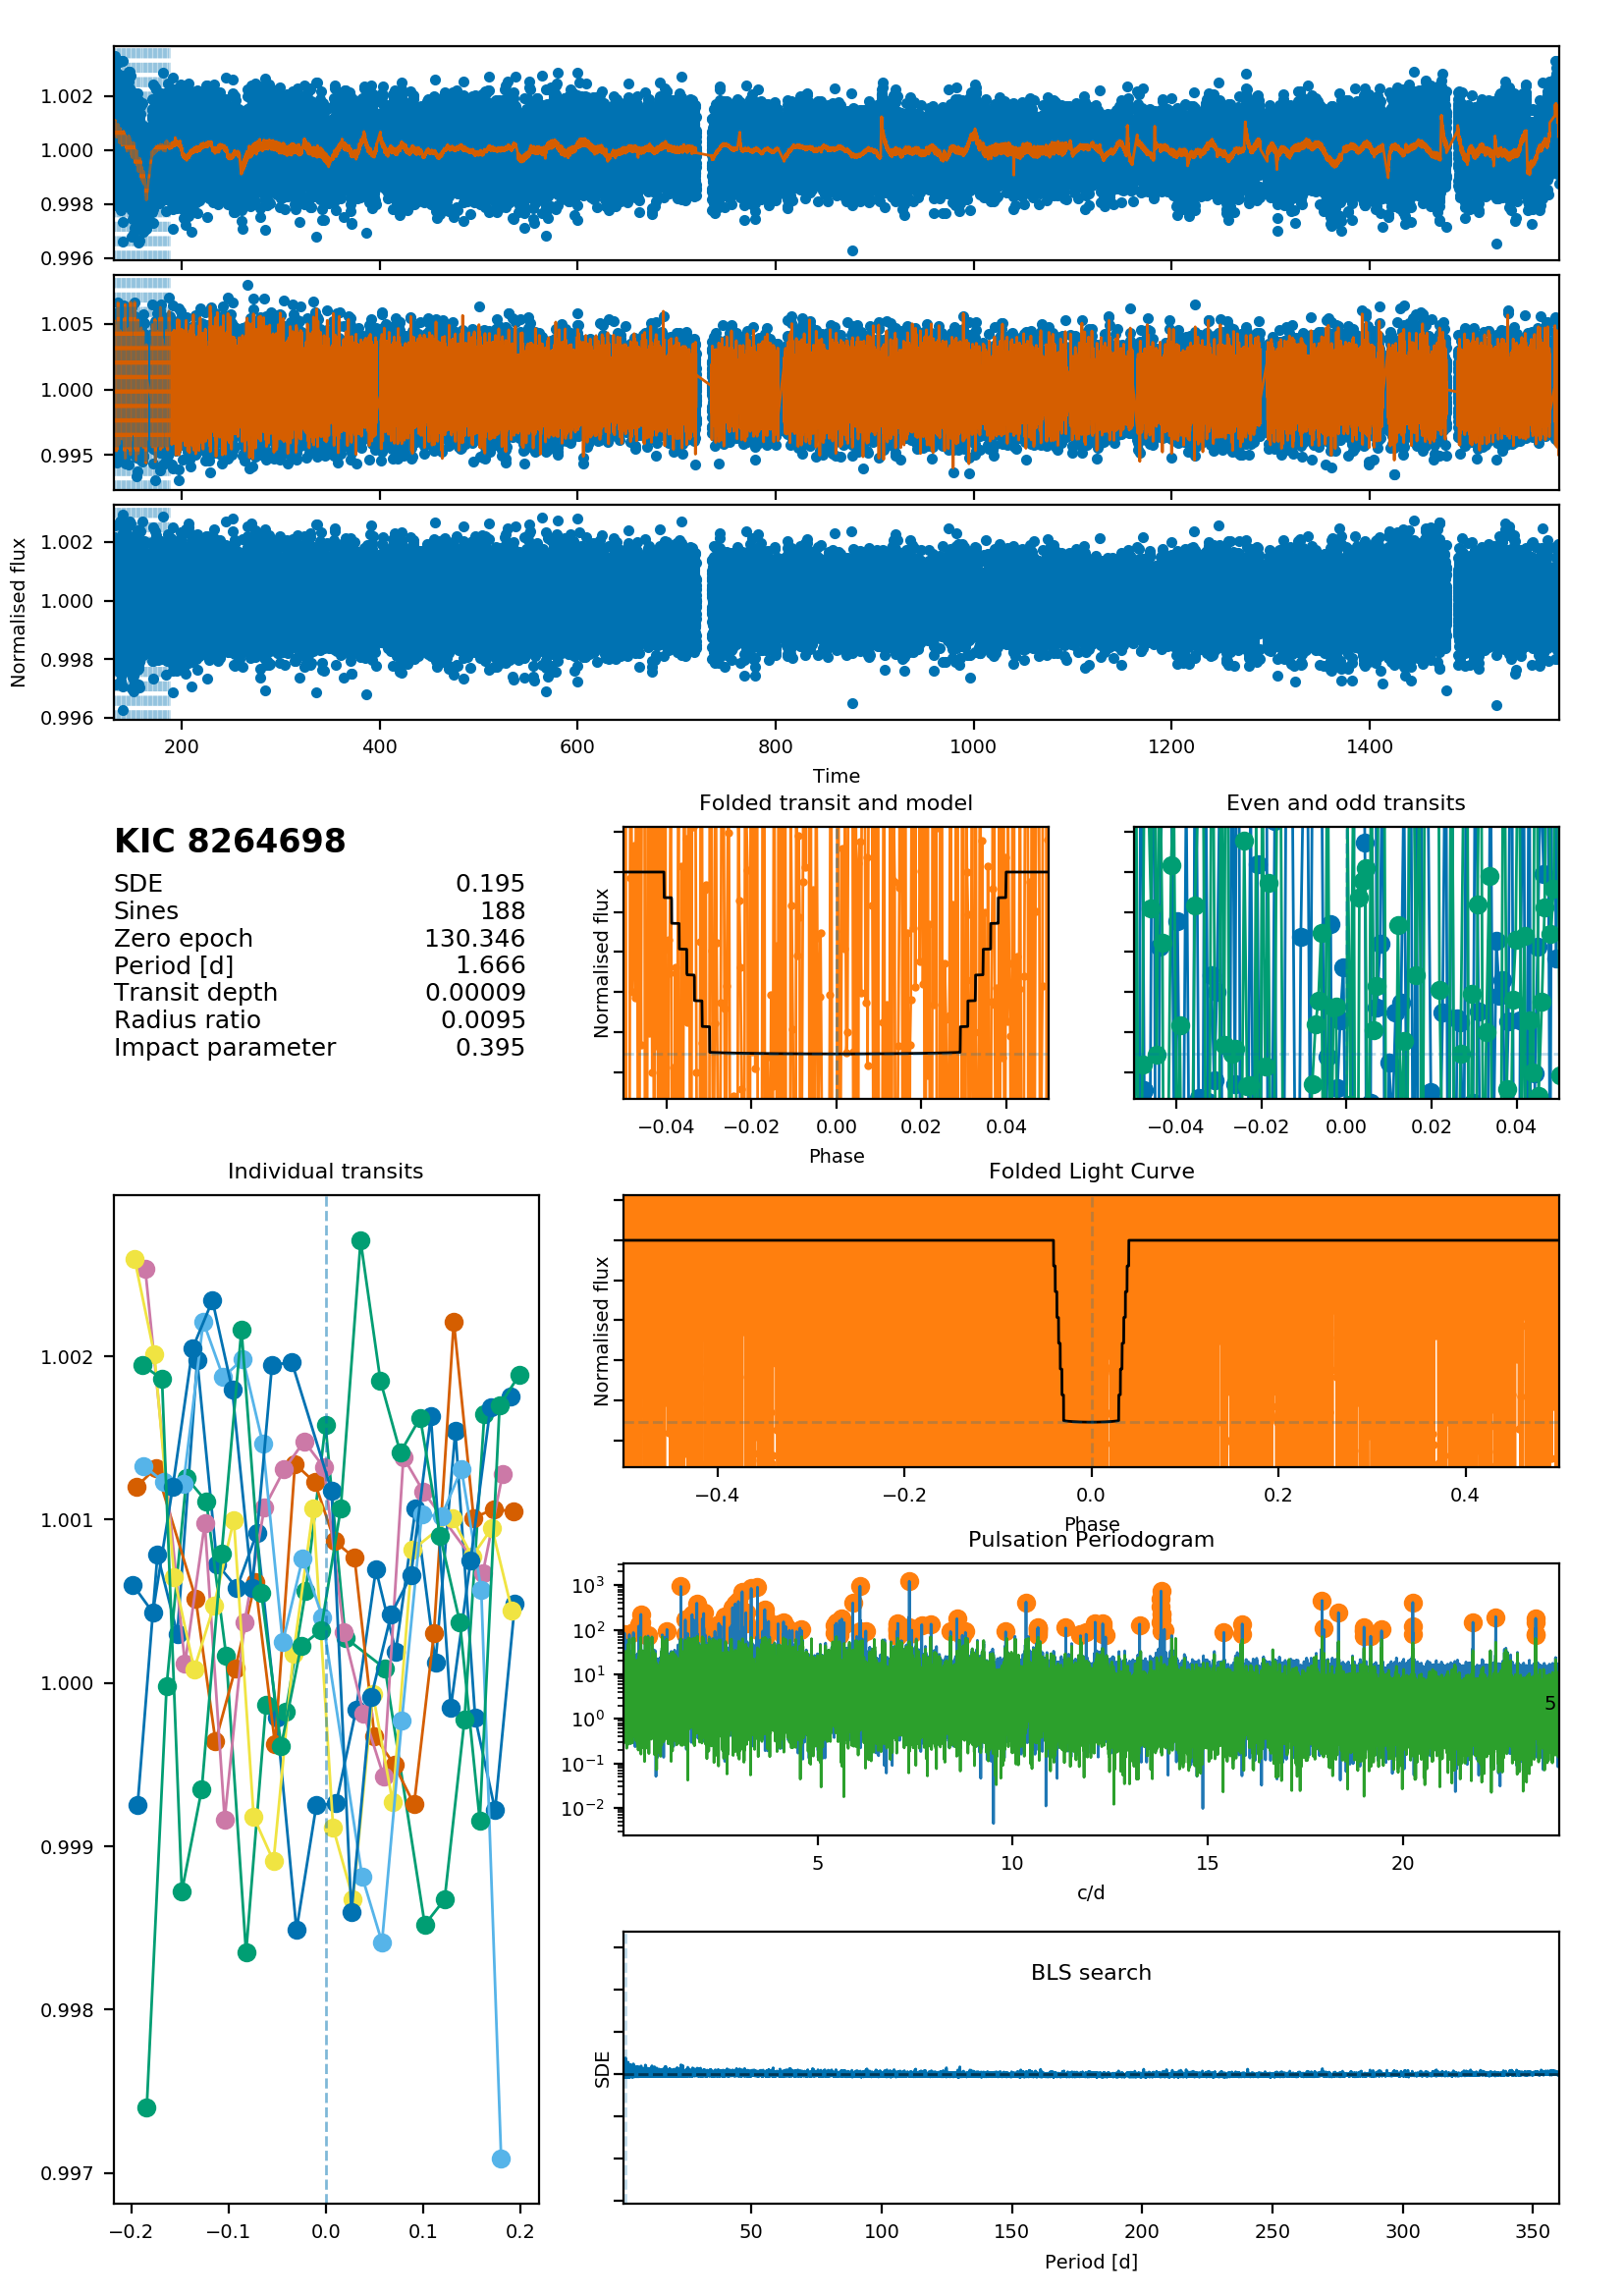 1.002
1.000
0.998
0.996
1.005
1.000
0.995
Normalised flux
1.002
1.000
0.998
0.996
200 400 600 800 1000 1200 1400
Time
KIC 8264698
SDE 0.195
Sines 188
Zero epoch 130.346
Period [d] 1.666
Transit depth 0.00009
Radius ratio 0.0095
Impact parameter 0.395
Folded transit and model
Normalised flux
−0.04 −0.02 0.00 0.02 0.04
Phase
Even and odd transits
−0.04 −0.02 0.00 0.02 0.04
Individual transits
1.002
1.001
1.000
0.999
0.998
0.997
−0.2 −0.1 0.0 0.1 0.2
Folded Light Curve
Normalised flux
−0.4 −0.2 0.0 0.2 0.4
Phase
Pulsation Periodogram
10³
10²
10¹
10⁰
10⁻¹
10⁻²
5
5 10 15 20
c/d
BLS search
SDE
50 100 150 200 250 300 350
Period [d]